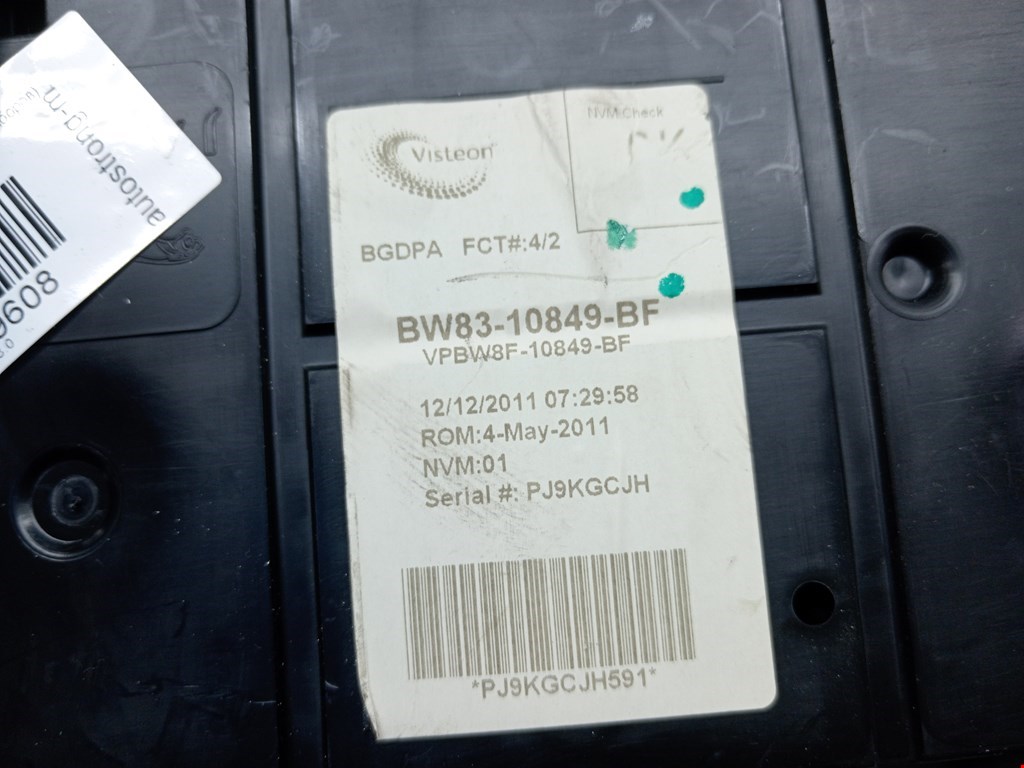 autostrong-m
9608
Visteon
NVM Check
BGDPA FCT#:4/2
BW83-10849-BF
VPBW8F-10849-BF
12/12/2011 07:29:58
ROM:4-May-2011
NVM:01
Serial #: PJ9KGCJH
*PJ9KGCJH591*